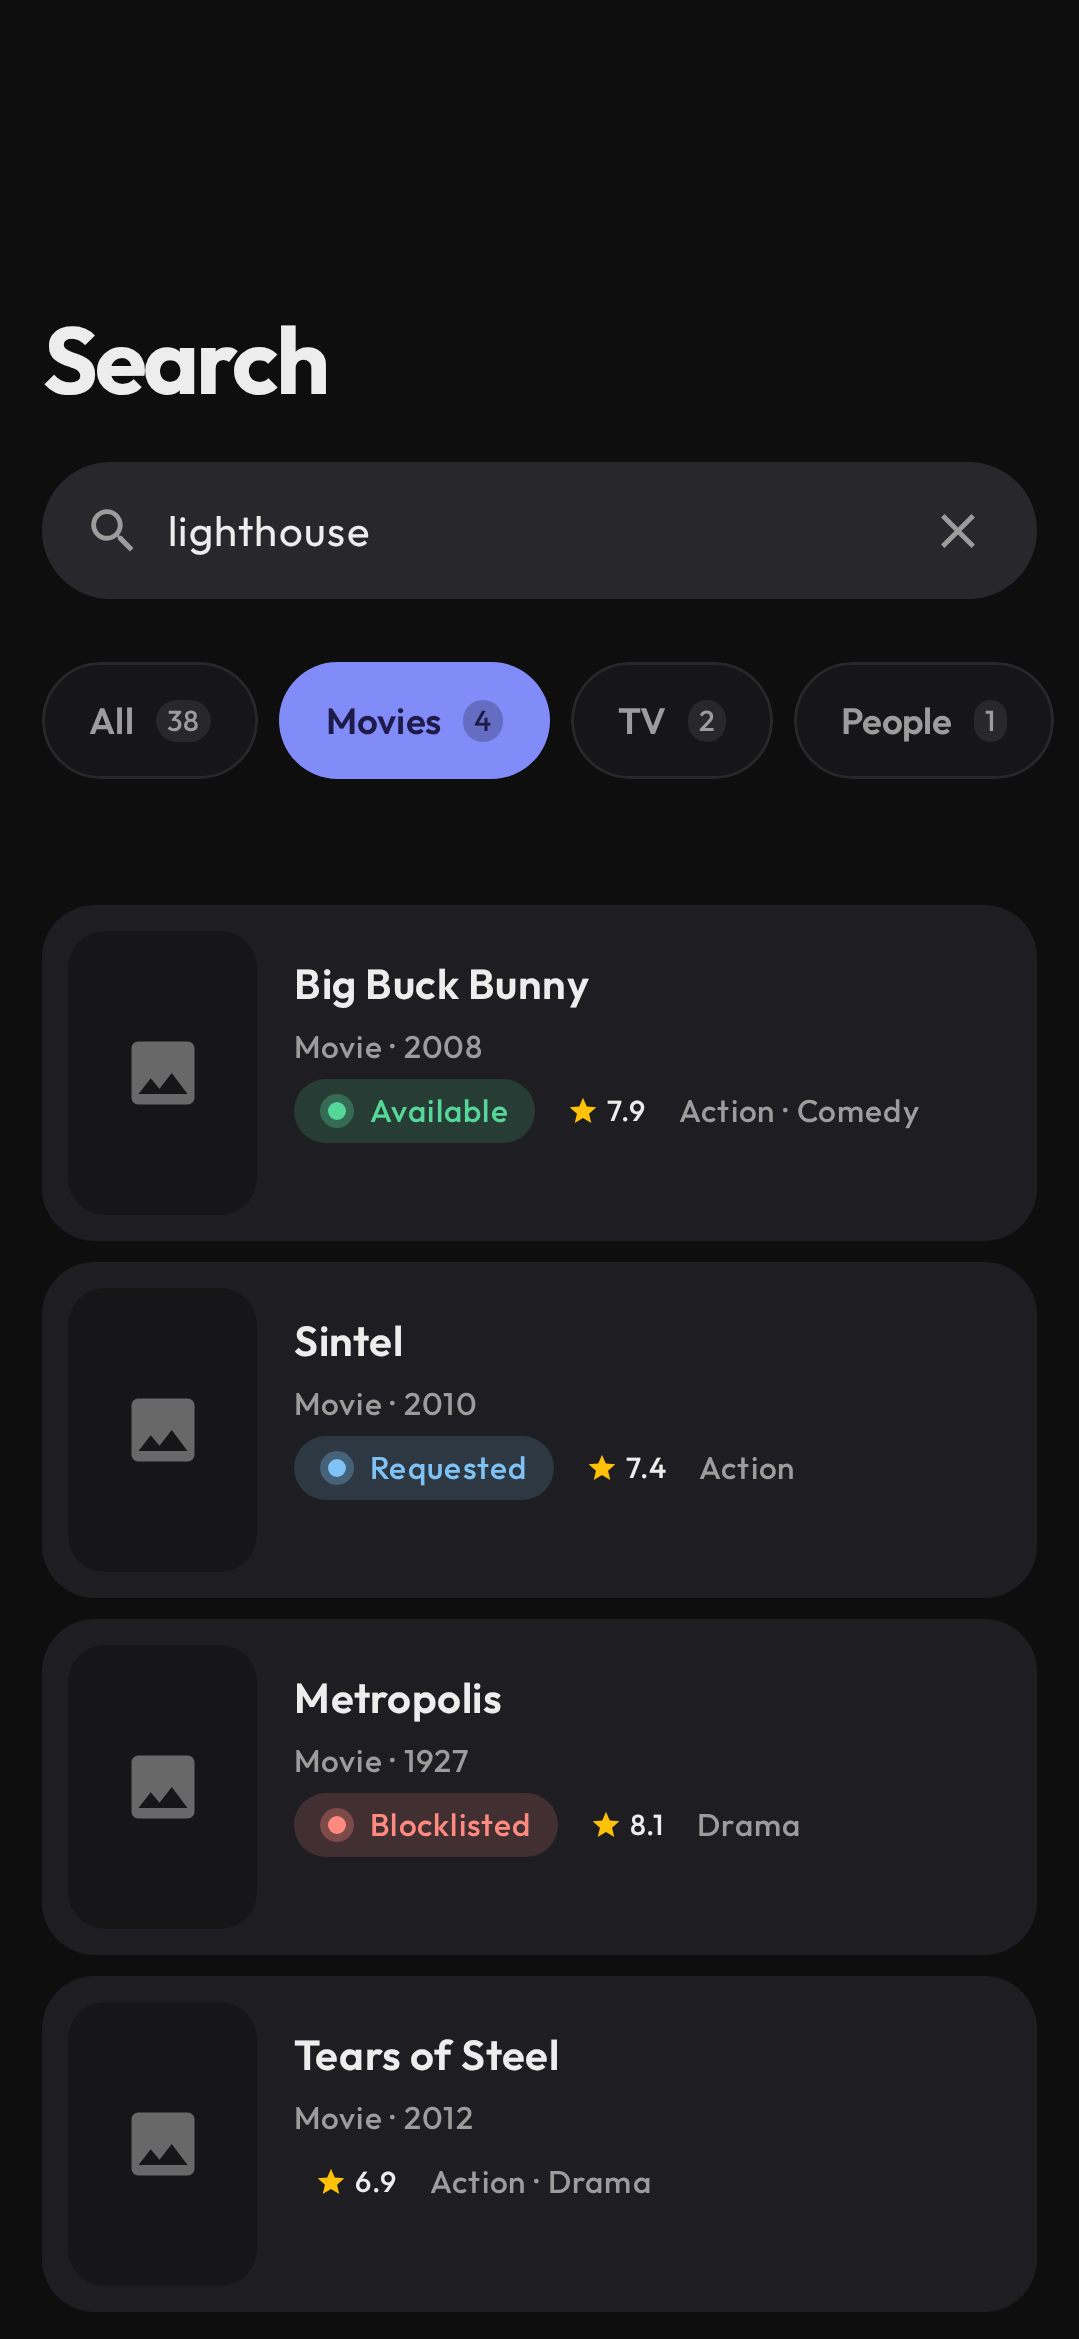 Search
lighthouse
All 38 Movies 4 TV 2 People 1
Big Buck Bunny
Movie · 2008
Available 7.9 Action · Comedy
Sintel
Movie · 2010
Requested 7.4 Action
Metropolis
Movie · 1927
Blocklisted 8.1 Drama
Tears of Steel
Movie · 2012
6.9 Action · Drama